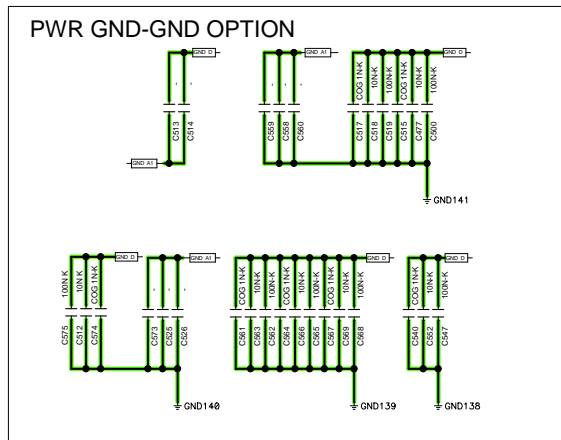 PWR GND-GND OPTION
GND D
C513
C514
GND A1
GND A1
C559
C558
C560
GND D
COG 1N-K
10N-K
100N-K
COG 1N-K
10N-K
100N-K
C517
C518
C519
C515
C477
C500
GND141
GND D
100N K
10N K
COG 1N-K
C575
C512
C574
GND A1
C573
C525
C526
GND140
GND D
COG 1N-K
10N-K
100N-K
COG 1N-K
10N-K
100N-K
COG 1N-K
10N-K
100N-K
C561
C563
C562
C564
C566
C565
C567
C569
C568
GND139
GND D
COG 1N-K
10N-K
100N-K
C540
C552
C547
GND138